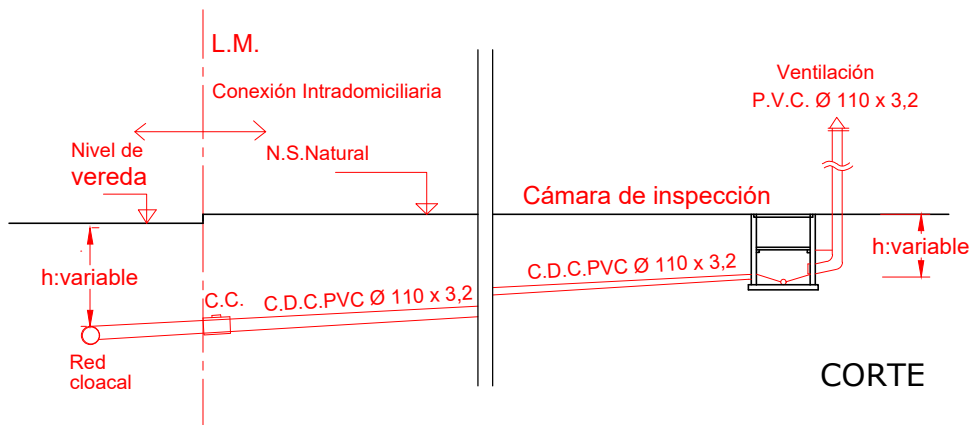 L.M.
Conexión Intradomiciliaria
Ventilación
P.V.C. Ø 110 x 3,2
Nivel de
vereda
N.S.Natural
Cámara de inspección
h:variable
h:variable
C.D.C.PVC Ø 110 x 3,2
C.C.
C.D.C.PVC Ø 110 x 3,2
Red
cloacal
CORTE